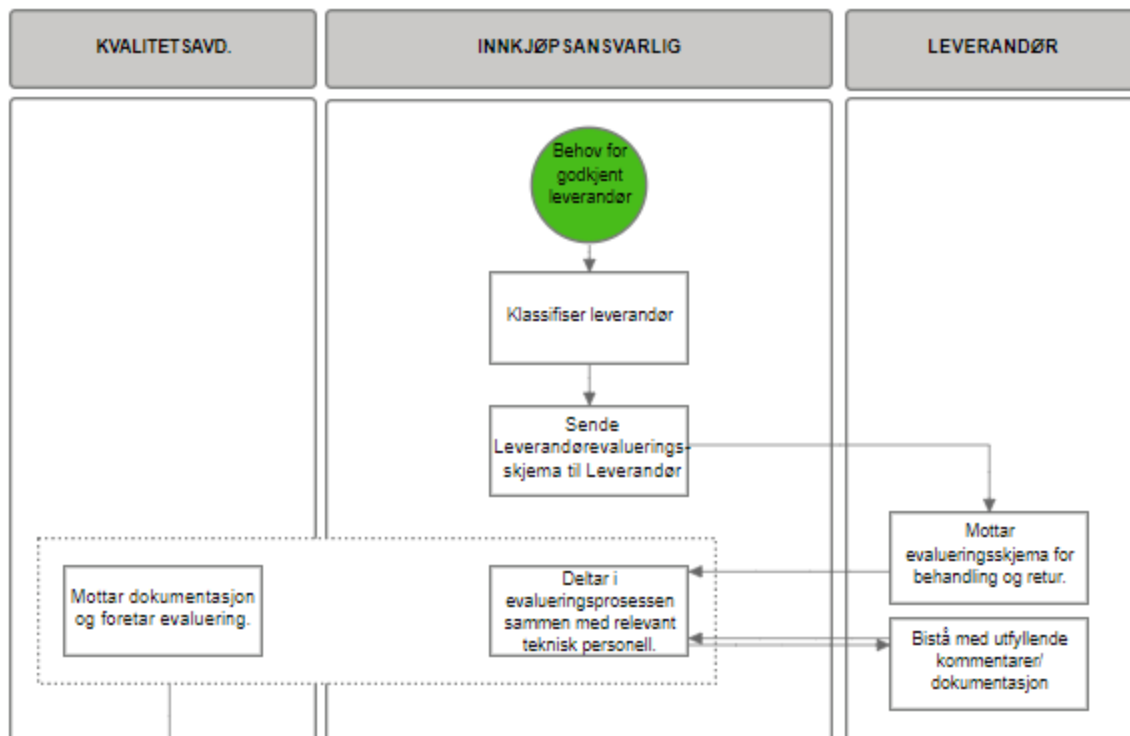 KVALITETSAVD.
INNKJØPSANSVARLIG
LEVERANDØR
Behov for
godkjent
leverandør
Klassifiser leverandør
Sende
Leverandørevaluerings-
skjema til Leverandør
Mottar
evalueringsskjema for
behandling og retur.
Mottar dokumentasjon
og foretar evaluering.
Deltar i
evalueringsprosessen
sammen med relevant
teknisk personell.
Bistå med utfyllende
kommentarer/
dokumentasjon